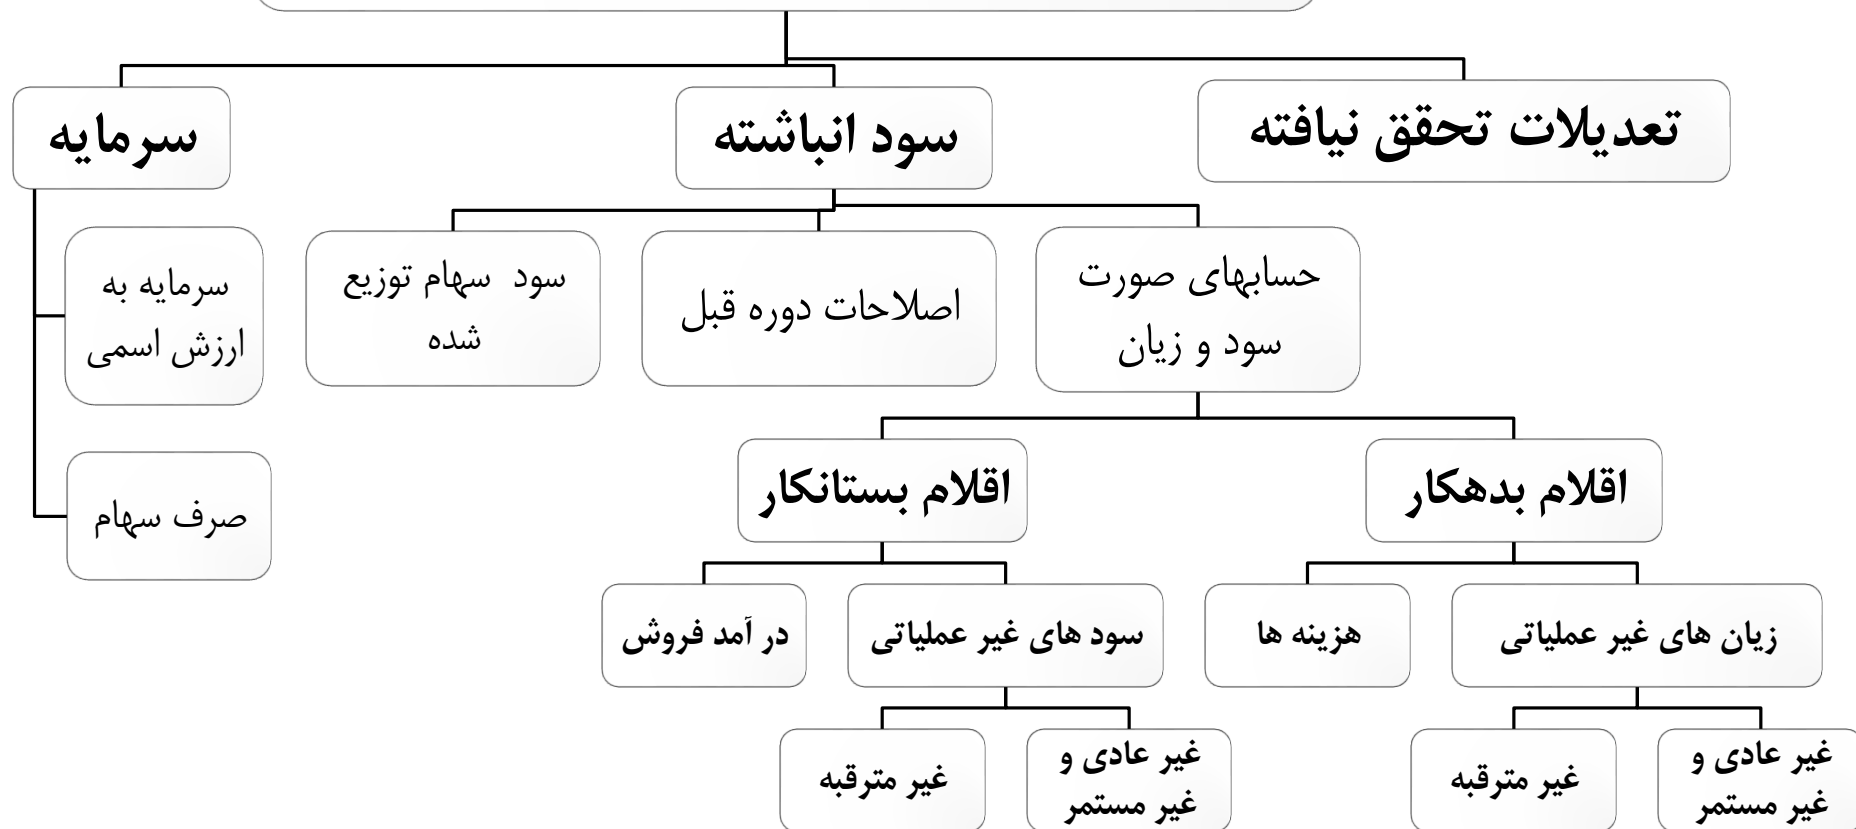 تعدیلات تحقق نیافته
سود انباشته
سرمایه
حسابهای صورت
سود و زیان
اصلاحات دوره قبل
سود سهام توزیع
شده
سرمایه به
ارزش اسمی
صرف سهام
اقلام بدهکار
اقلام بستانکار
زیان های غیر عملیاتی
هزینه ها
سود های غیر عملیاتی
در آمد فروش
غیر عادی و
غیر مستمر
غیر مترقبه
غیر عادی و
غیر مستمر
غیر مترقبه